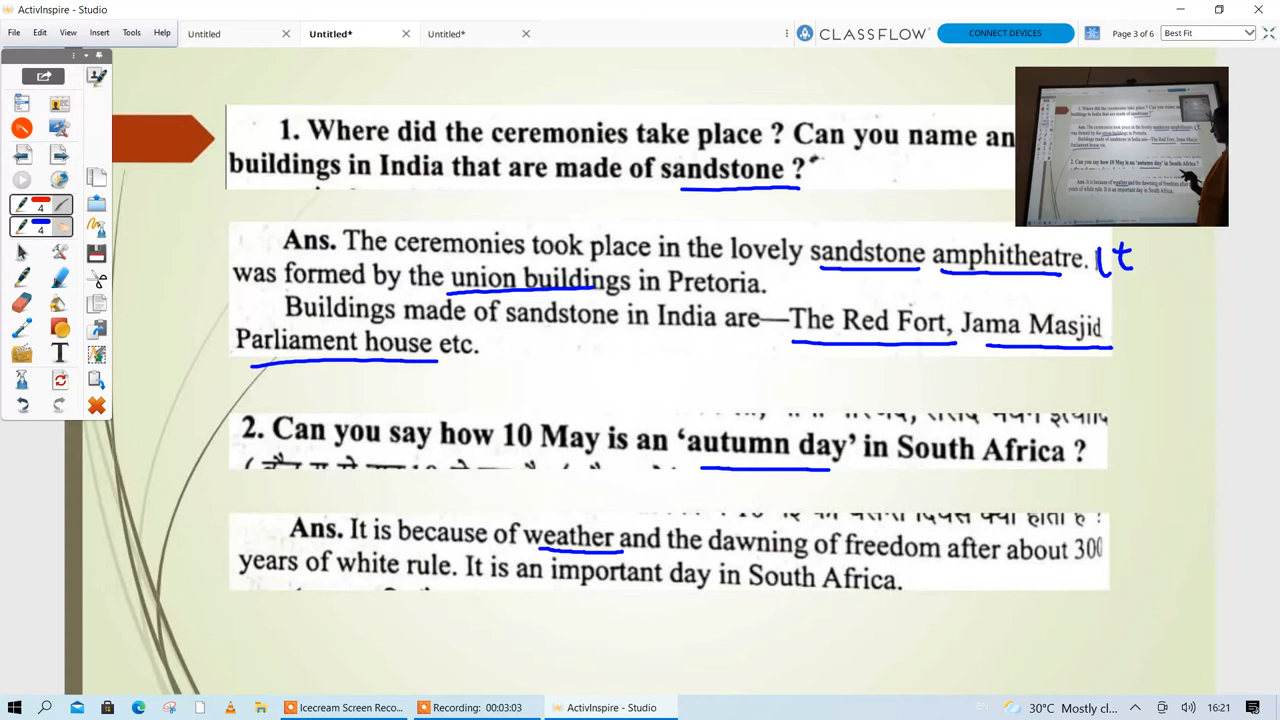 ActivInspire - Studio
File Edit View Insert Tools Help
Untitled
Untitled*
Untitled*
CLASSFLOW
CONNECT DEVICES
Page 3 of 6
Best Fit
4
4
1. Where did the ceremonies take place ? Can you name an
buildings in India that are made of sandstone ?
Ans. The ceremonies took place in the lovely sandstone amphitheatre. It
was formed by the union buildings in Pretoria.
Buildings made of sandstone in India are—The Red Fort, Jama Masjid
Parliament house etc.
2. Can you say how 10 May is an ‘autumn day’ in South Africa ?
Ans. It is because of weather and the dawning of freedom after about 300
years of white rule. It is an important day in South Africa.
Icecream Screen Reco...
Recording: 00:03:03
ActivInspire - Studio
30°C Mostly cl...
16:21